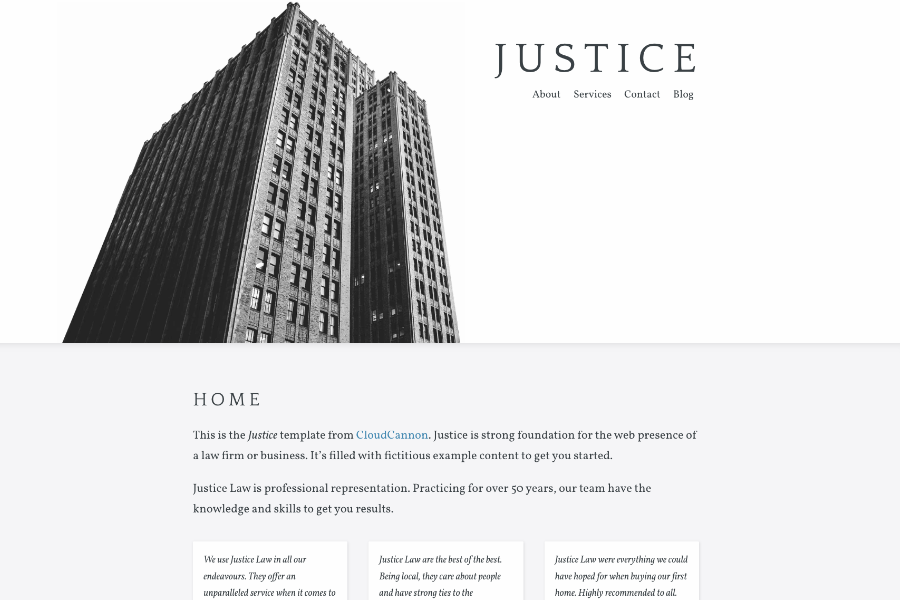 JUSTICE
About Services Contact Blog
HOME
This is the Justice template from CloudCannon. Justice is strong foundation for the web presence of
a law firm or business. It's filled with fictitious example content to get you started.
Justice Law is professional representation. Practicing for over 50 years, our team have the
knowledge and skills to get you results.
We use Justice Law in all our
endeavours. They offer an
unparalleled service when it comes to
Justice Law are the best of the best.
Being local, they care about people
and have strong ties to the
Justice Law were everything we could
have hoped for when buying our first
home. Highly recommended to all.